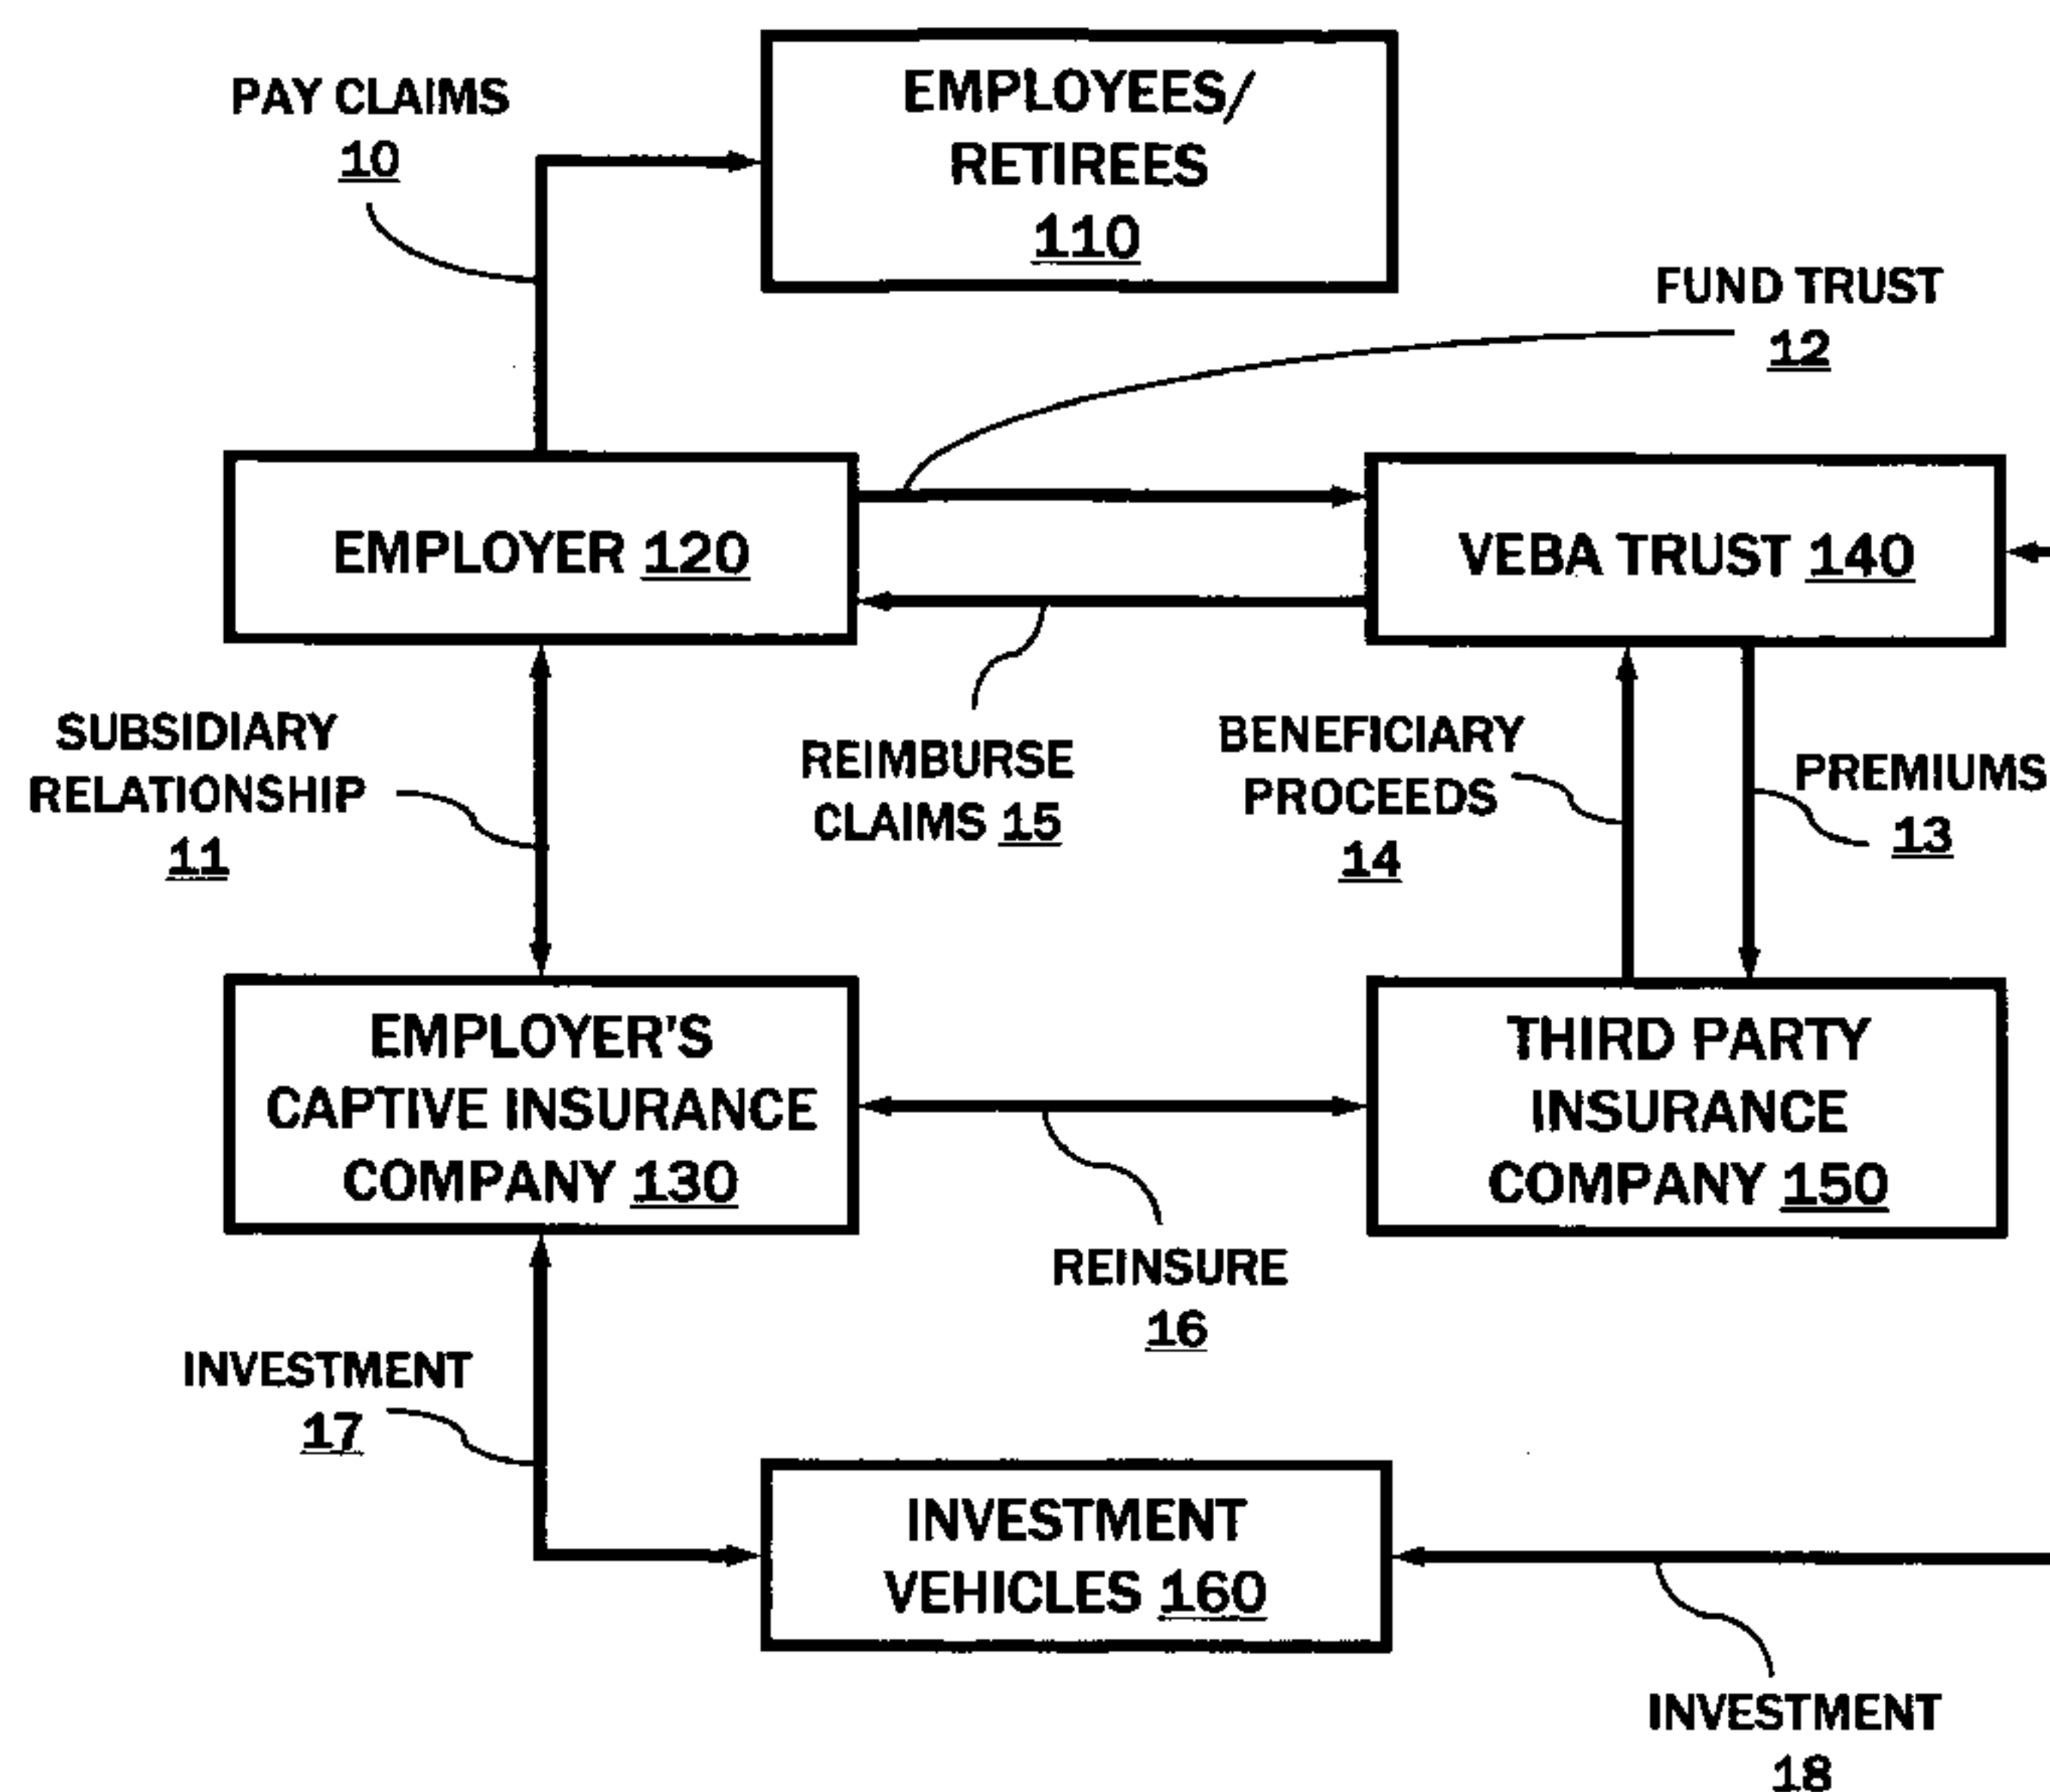 PAY CLAIMS
10
EMPLOYEES/
RETIREES
110
FUND TRUST
12
EMPLOYER 120
VEBA TRUST 140
SUBSIDIARY
RELATIONSHIP
11
REIMBURSE
CLAIMS 15
BENEFICIARY
PROCEEDS
14
PREMIUMS
13
EMPLOYER'S
CAPTIVE INSURANCE
COMPANY 130
THIRD PARTY
INSURANCE
COMPANY 150
REINSURE
16
INVESTMENT
17
INVESTMENT
VEHICLES 160
INVESTMENT
18